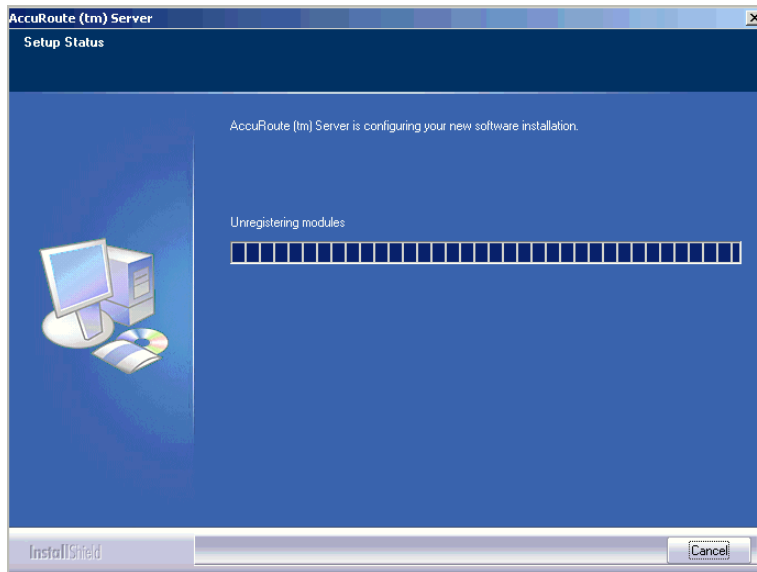 AccuRoute (tm) Server
Setup Status
AccuRoute (tm) Server is configuring your new software installation.
Unregistering modules
InstallShield
Cancel